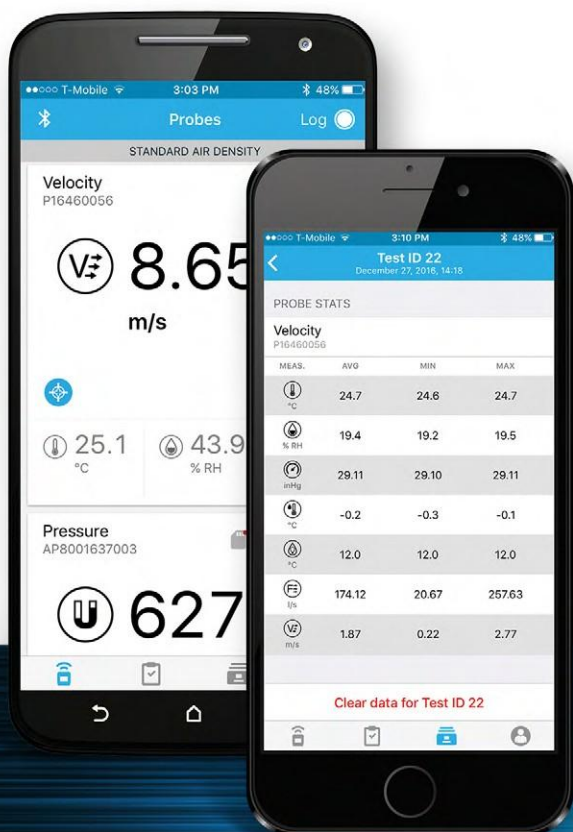 ●●○○○ T-Mobile 3:03 PM 48%
Probes Log
STANDARD AIR DENSITY
Velocity
P16460056
8.65
m/s
25.1 43.9
°C % RH
Pressure
AP8001637003
627
●●○○○ T-Mobile 3:10 PM 48%
Test ID 22
December 27, 2016, 14:18
PROBE STATS
Velocity
P16460056
MEAS. AVG MIN MAX
°C 24.7 24.6 24.7
% RH 19.4 19.2 19.5
inHg 29.11 29.10 29.11
°C -0.2 -0.3 -0.1
°C 12.0 12.0 12.0
l/s 174.12 20.67 257.63
m/s 1.87 0.22 2.77
Clear data for Test ID 22